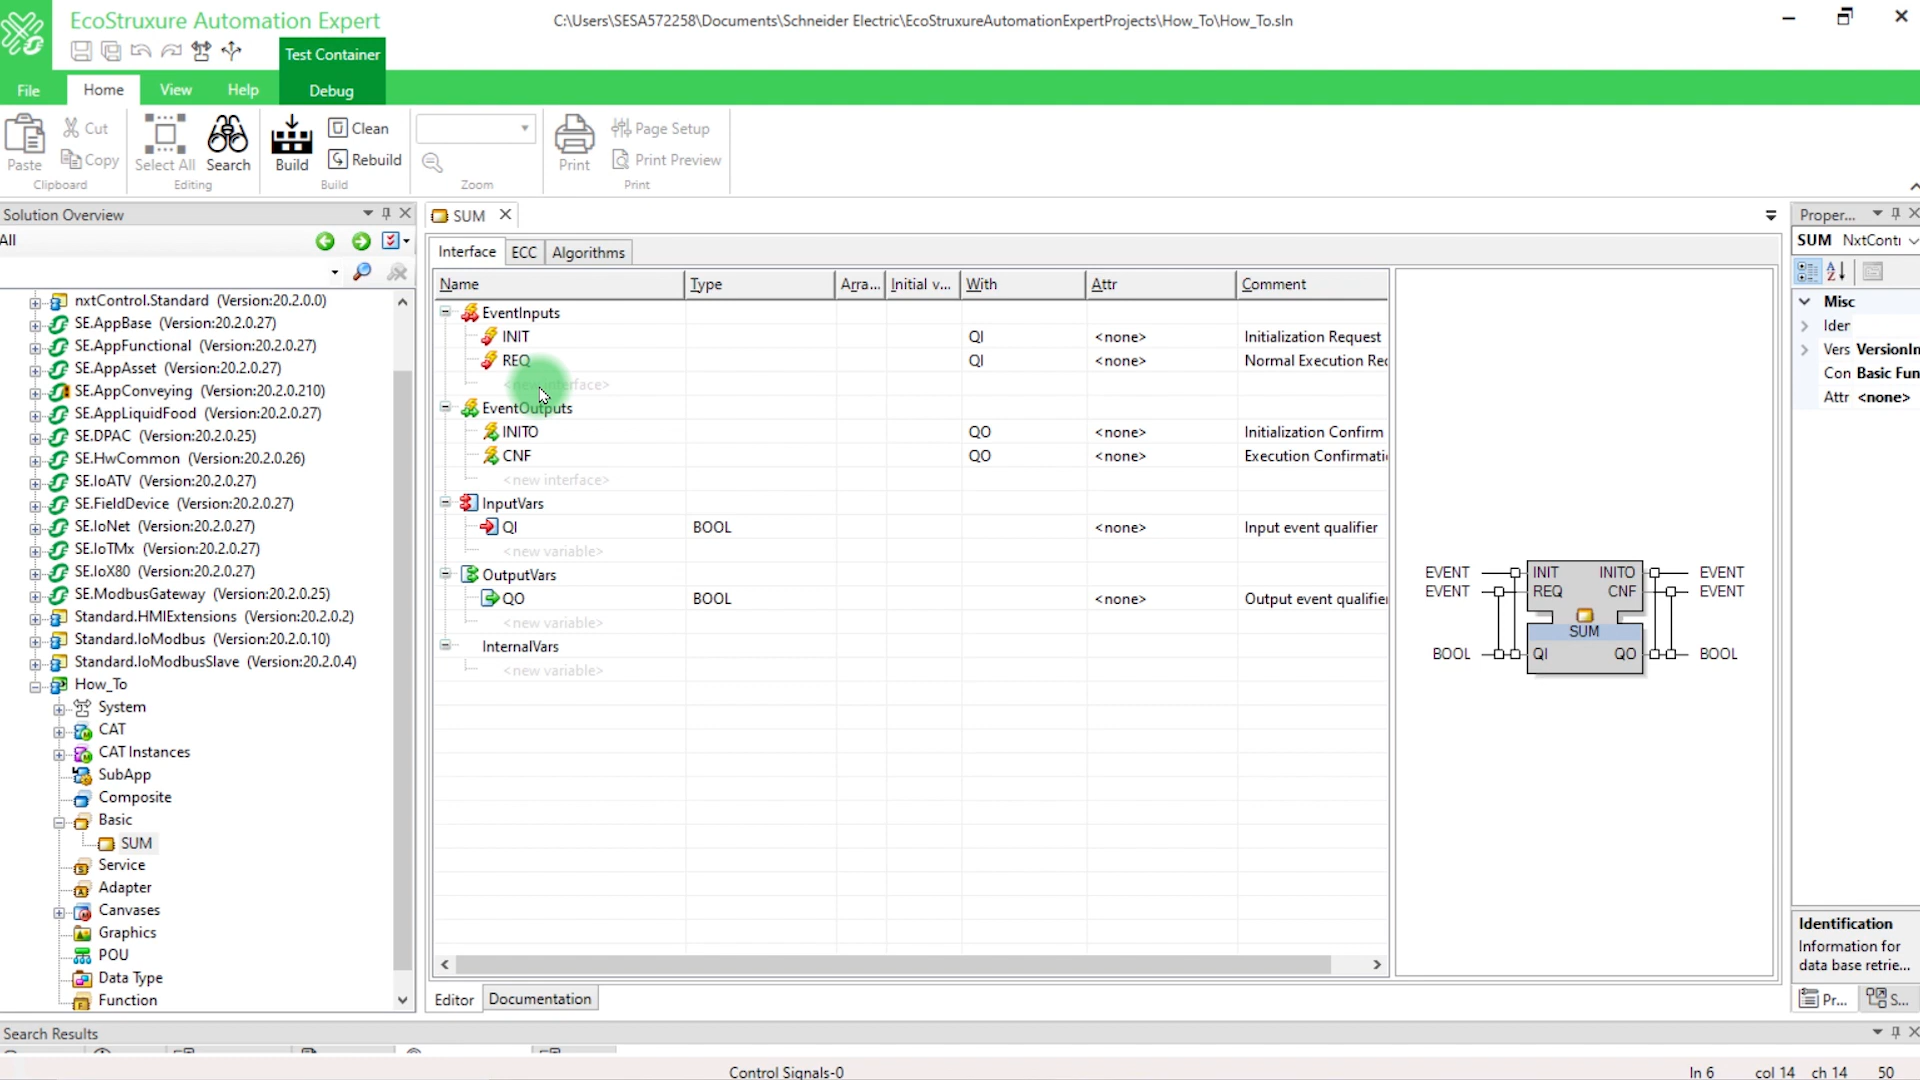 EcoStruxure Automation Expert
C:\Users\SESA572258\Documents\Schneider Electric\EcoStruxureAutomationExpertProjects\How_To\How_To.sln
Test Container
File Home View Help Debug
Paste Cut Copy Select All Search Build Clean Rebuild Print Page Setup Print Preview
Clipboard Editing Build Zoom Print
Solution Overview
All
nxtControl.Standard (Version:20.2.0.0)
SE.AppBase (Version:20.2.0.27)
SE.AppFunctional (Version:20.2.0.27)
SE.AppAsset (Version:20.2.0.27)
SE.AppConveying (Version:20.2.0.210)
SE.AppLiquidFood (Version:20.2.0.27)
SE.DPAC (Version:20.2.0.25)
SE.HwCommon (Version:20.2.0.26)
SE.IoATV (Version:20.2.0.27)
SE.FieldDevice (Version:20.2.0.27)
SE.IoNet (Version:20.2.0.27)
SE.IoTMx (Version:20.2.0.27)
SE.IoX80 (Version:20.2.0.27)
SE.ModbusGateway (Version:20.2.0.25)
Standard.HMIExtensions (Version:20.2.0.2)
Standard.IoModbus (Version:20.2.0.10)
Standard.IoModbusSlave (Version:20.2.0.4)
How_To
System
CAT
CAT Instances
SubApp
Composite
Basic
SUM
Service
Adapter
Canvases
Graphics
POU
Data Type
Function
SUM
Interface ECC Algorithms
Name Type Arra... Initial v... With Attr Comment
EventInputs
INIT QI <none> Initialization Request
REQ QI <none> Normal Execution Rec
<new interface>
EventOutputs
INITO QO <none> Initialization Confirm
CNF QO <none> Execution Confirmati
<new interface>
InputVars
QI BOOL <none> Input event qualifier
<new variable>
OutputVars
QO BOOL <none> Output event qualifie
<new variable>
InternalVars
<new variable>
EVENT INIT INITO EVENT
EVENT REQ CNF EVENT
SUM
BOOL QI QO BOOL
Editor Documentation
Proper...
SUM NxtContr
Misc
Ider
Vers VersionIn
Con Basic Fun
Attr <none>
Identification
Information for
data base retrie...
Pr... S...
Search Results
Control Signals-0
ln 6 col 14 ch 14 50